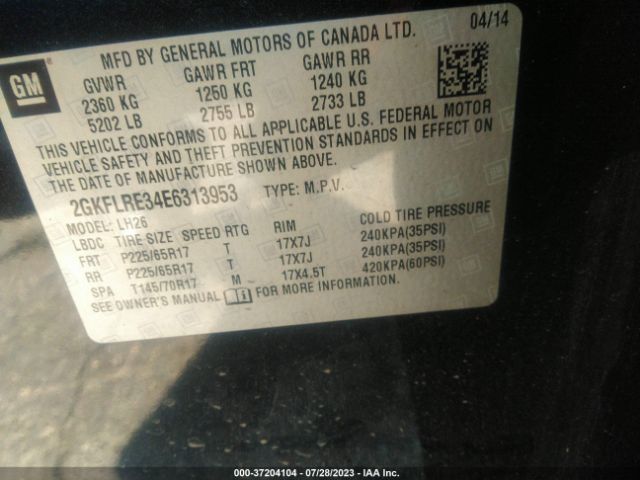 GM
MFD BY GENERAL MOTORS OF CANADA LTD. 04/14
GVWR GAWR FRT GAWR RR
2360 KG 1250 KG 1240 KG
5202 LB 2755 LB 2733 LB
THIS VEHICLE CONFORMS TO ALL APPLICABLE U.S. FEDERAL MOTOR
VEHICLE SAFETY AND THEFT PREVENTION STANDARDS IN EFFECT ON
THE DATE OF MANUFACTURE SHOWN ABOVE.
2GKFLRE34E6313953 TYPE: M.P.V.
MODEL: LH26
LBDC TIRE SIZE SPEED RTG RIM COLD TIRE PRESSURE
FRT P225/65R17 T 17X7J 240KPA(35PSI)
RR P225/65R17 T 17X7J 240KPA(35PSI)
SPA T145/70R17 M 17X4.5T 420KPA(60PSI)
SEE OWNER'S MANUAL FOR MORE INFORMATION.
000-37204104 - 07/28/2023 - IAA Inc.